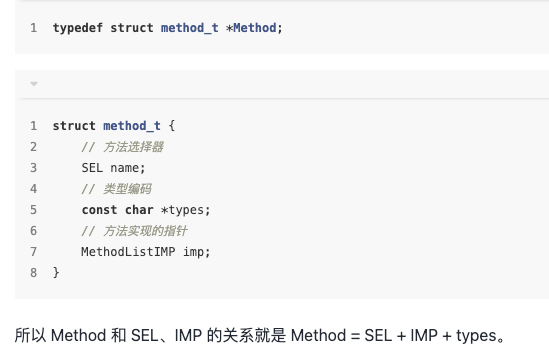 1 typedef struct method_t *Method;
1 struct method_t {
2 // 方法选择器
3 SEL name;
4 // 类型编码
5 const char *types;
6 // 方法实现的指针
7 MethodListIMP imp;
8 }
所以 Method 和 SEL、IMP 的关系就是 Method = SEL + IMP + types。